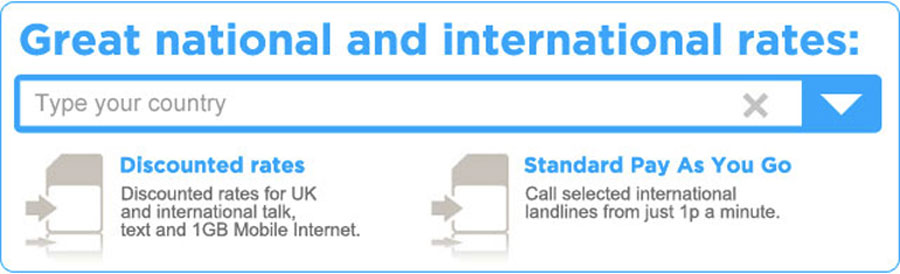 Great national and international rates:
Type your country
Discounted rates
Discounted rates for UK
and international talk,
text and 1GB Mobile Internet.
Standard Pay As You Go
Call selected international
landlines from just 1p a minute.